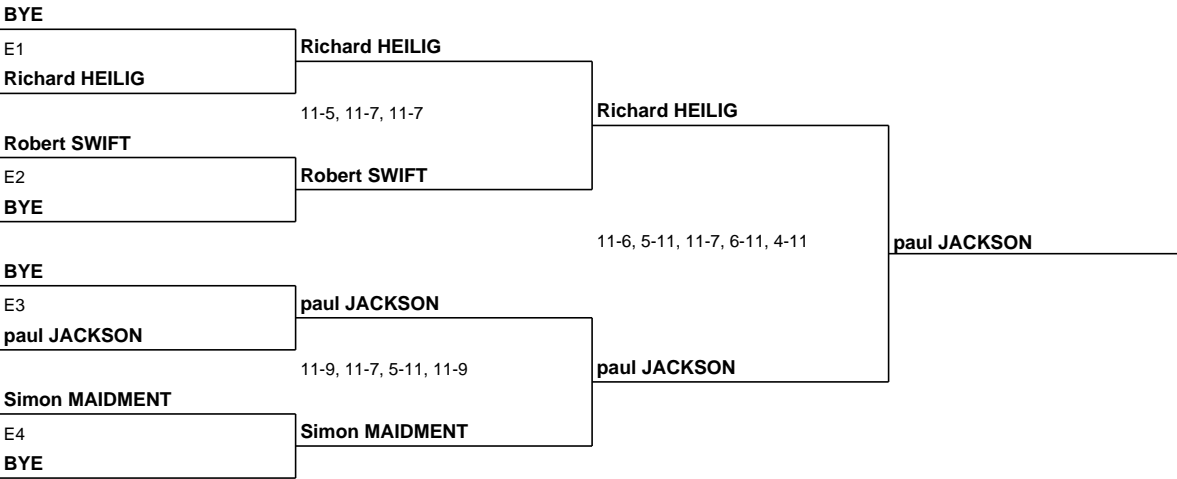 BYE
E1
Richard HEILIG
Richard HEILIG
11-5, 11-7, 11-7
Richard HEILIG
Robert SWIFT
E2
Robert SWIFT
BYE
11-6, 5-11, 11-7, 6-11, 4-11
paul JACKSON
BYE
E3
paul JACKSON
paul JACKSON
11-9, 11-7, 5-11, 11-9
paul JACKSON
Simon MAIDMENT
E4
Simon MAIDMENT
BYE